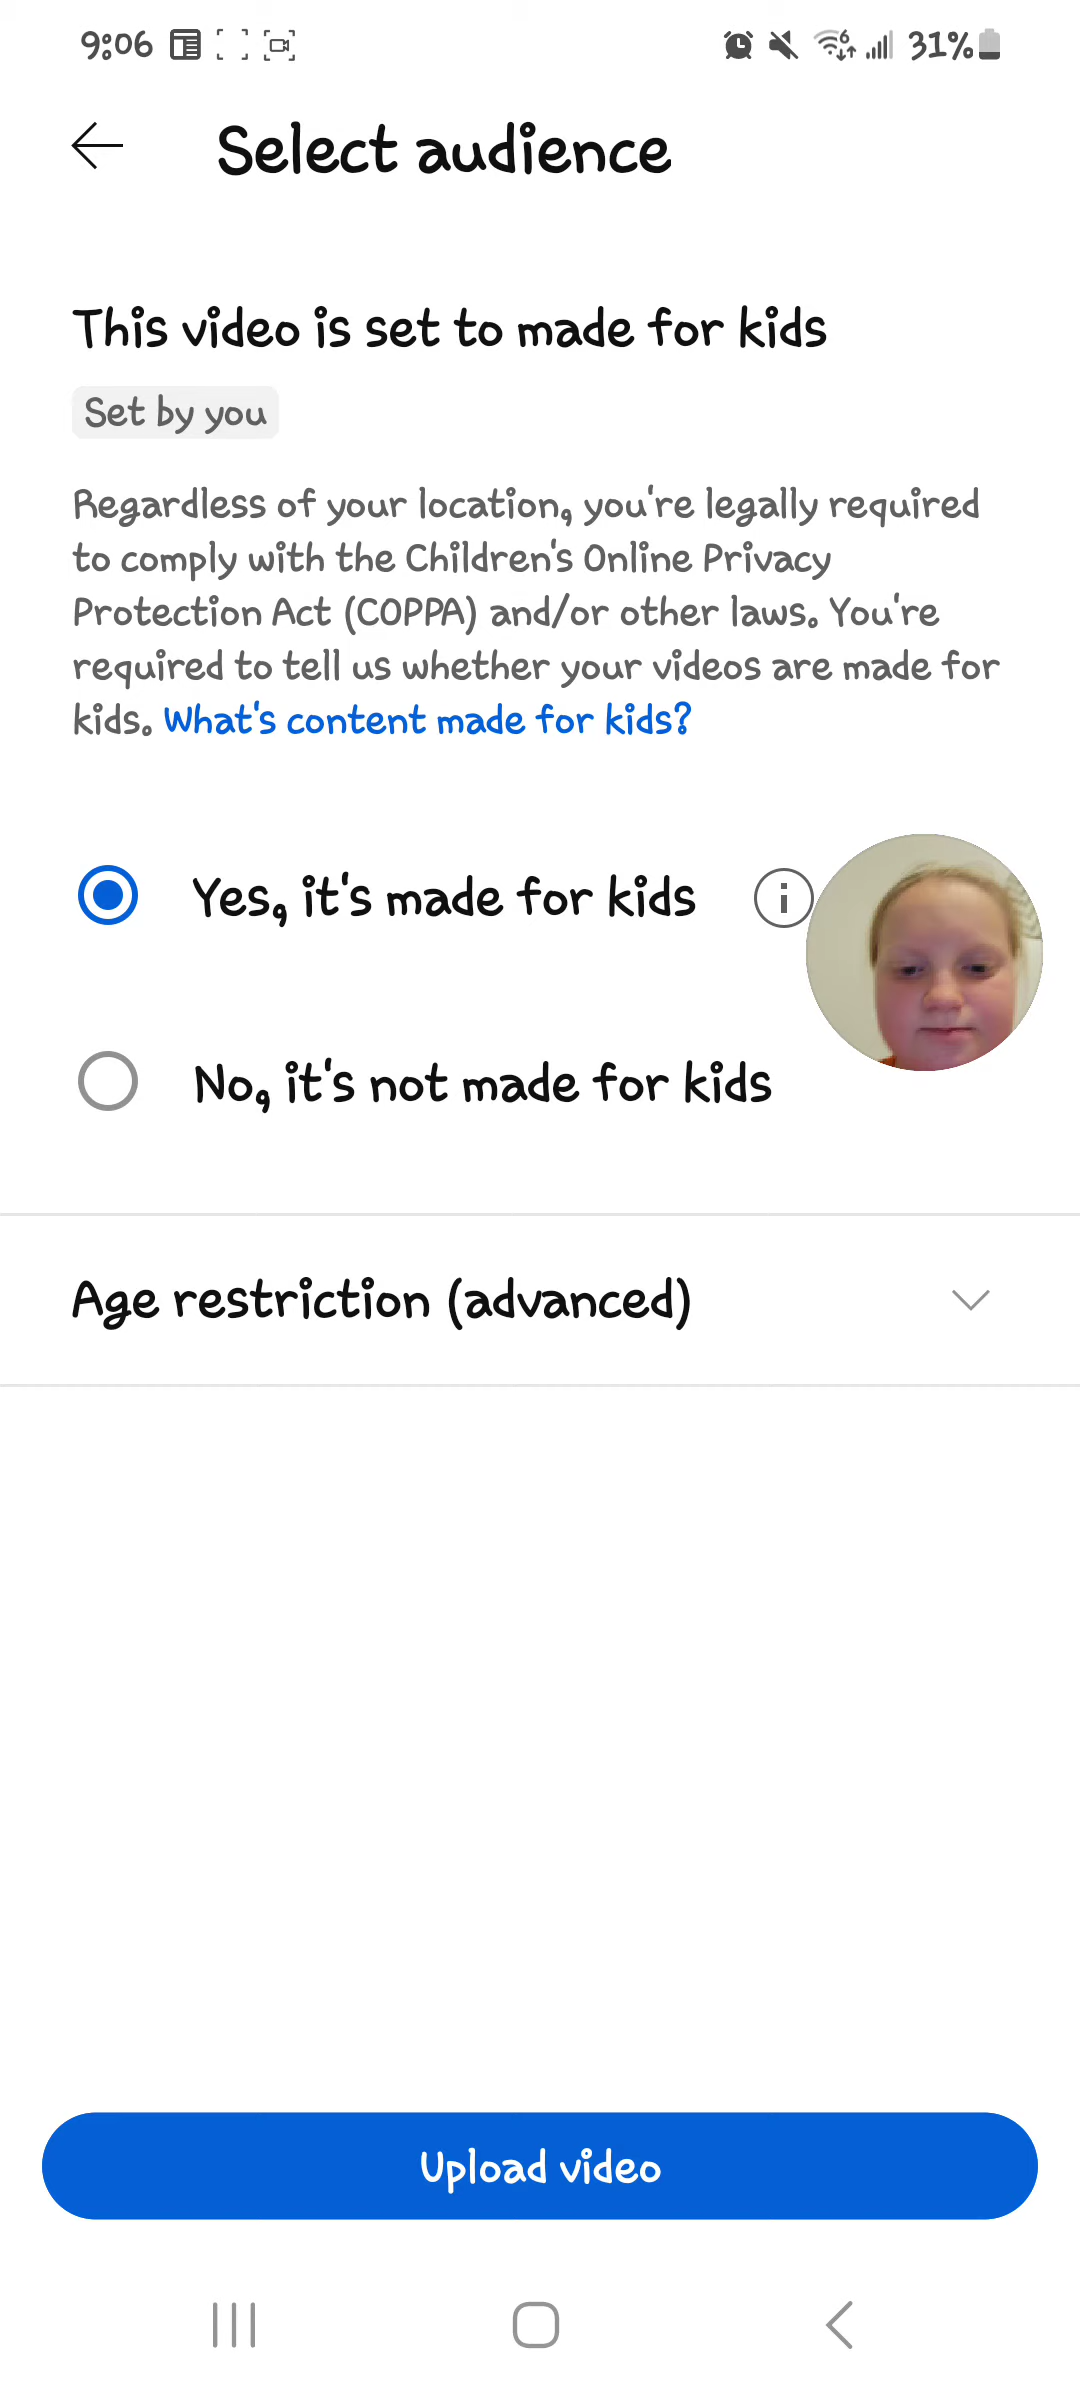 9:06 31%
Select audience
This video is set to made for kids
Set by you
Regardless of your location, you're legally required
to comply with the Children's Online Privacy
Protection Act (COPPA) and/or other laws. You're
required to tell us whether your videos are made for
kids. What's content made for kids?
Yes, it's made for kids
No, it's not made for kids
Age restriction (advanced)
Upload video